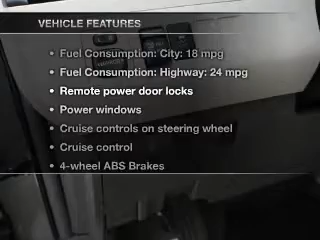 VEHICLE FEATURES
• Fuel Consumption: City: 18 mpg
• Fuel Consumption: Highway: 24 mpg
• Remote power door locks
• Power windows
• Cruise controls on steering wheel
• Cruise control
• 4-wheel ABS Brakes